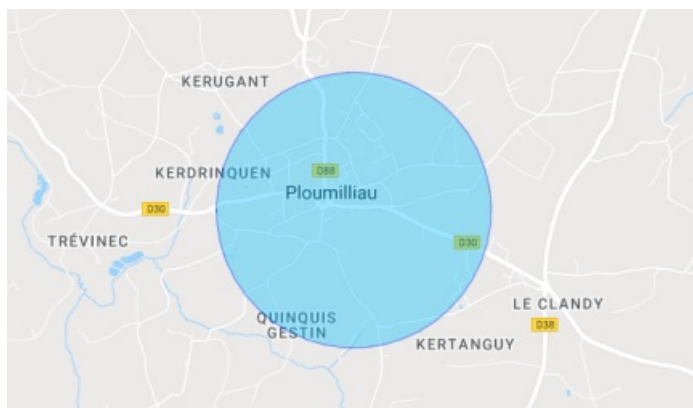 KERUGANT
KERDRINQUEN
D88
Ploumilliau
D30
TRÉVINEC
D30
LE CLANDY
QUINQUIS
GESTIN
D38
KERTANGUY